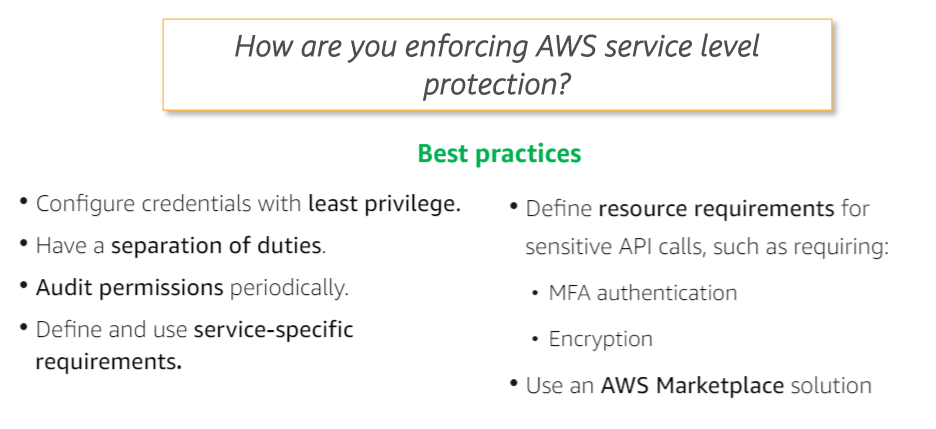 How are you enforcing AWS service level
protection?
Best practices
• Configure credentials with least privilege.
• Have a separation of duties.
• Audit permissions periodically.
• Define and use service-specific
requirements.
• Define resource requirements for
sensitive API calls, such as requiring:
• MFA authentication
• Encryption
• Use an AWS Marketplace solution